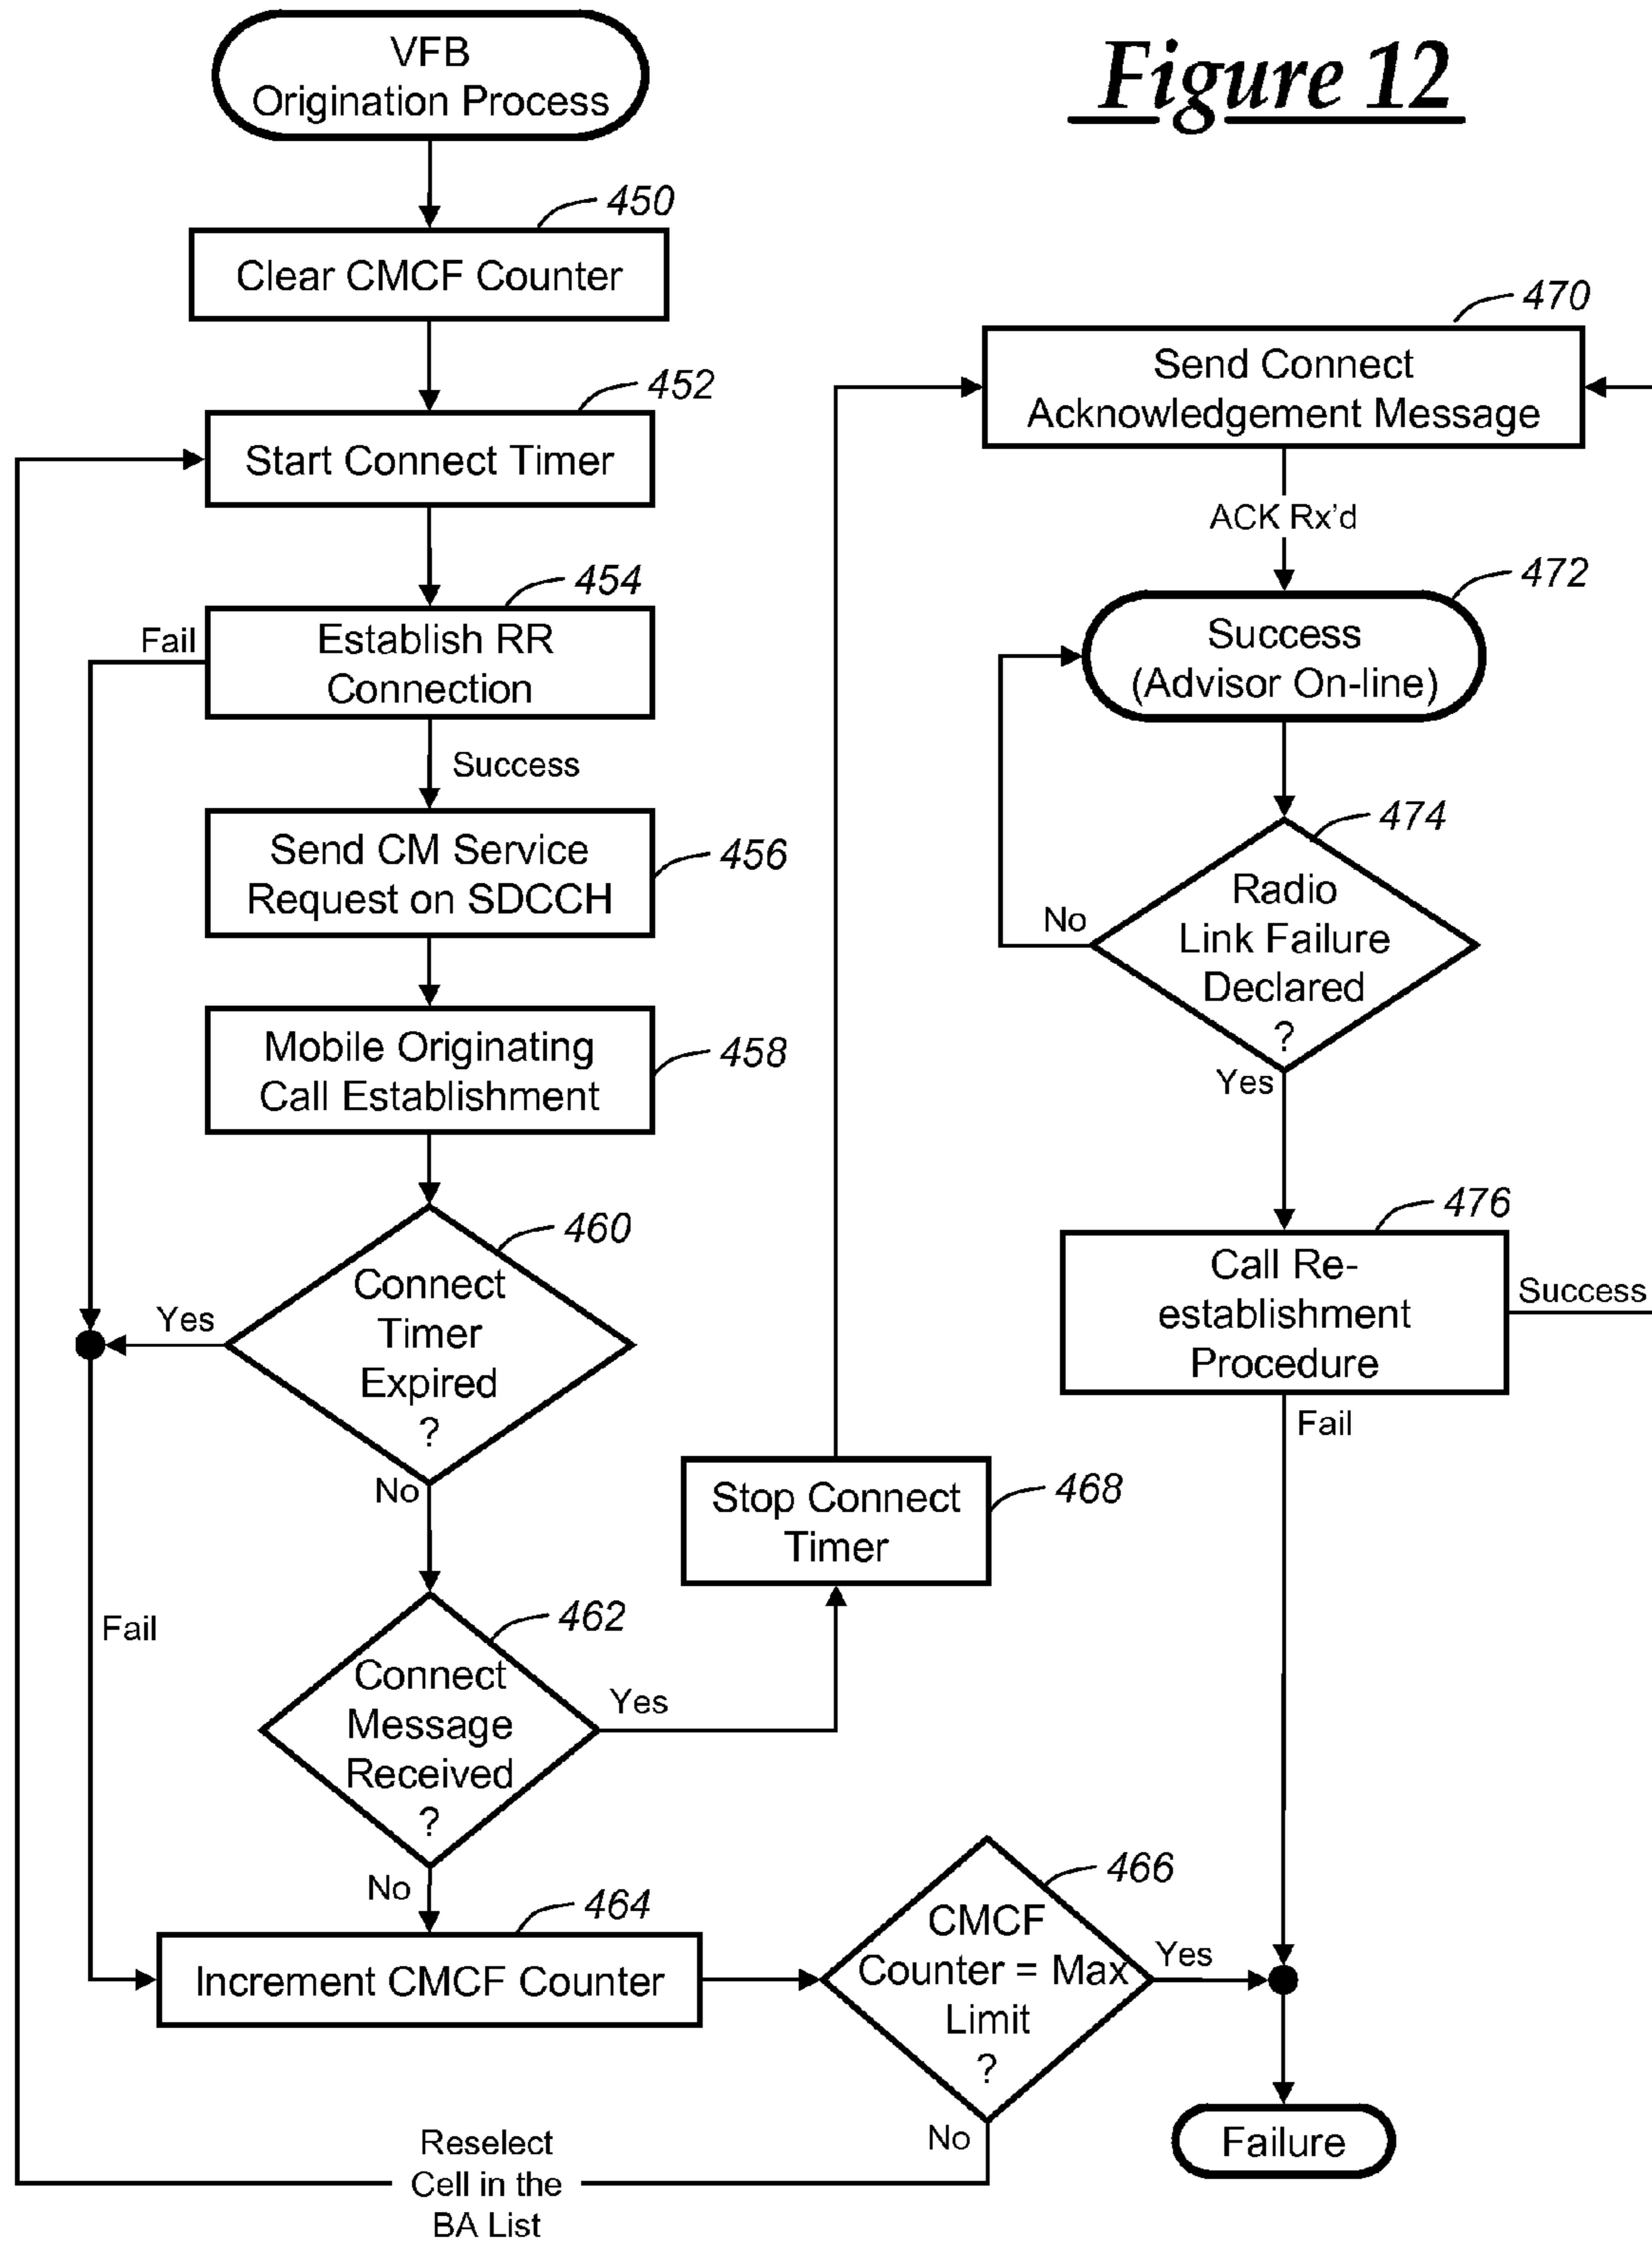 Figure 12
VFB
Origination Process
450
Clear CMCF Counter
452
Start Connect Timer
454
Fail
Establish RR
Connection
Success
Send CM Service
Request on SDCCH
456
Mobile Originating
Call Establishment
458
460
Connect
Timer
Expired
?
Yes
No
Fail
462
Connect
Message
Received
?
Yes
No
464
Increment CMCF Counter
466
CMCF
Counter = Max
Limit
?
Yes
No
Reselect
Cell in the
BA List
Stop Connect
Timer
468
470
Send Connect
Acknowledgement Message
ACK Rx'd
472
Success
(Advisor On-line)
474
Radio
Link Failure
Declared
?
No
Yes
476
Call Re-
establishment
Procedure
Success
Fail
Failure